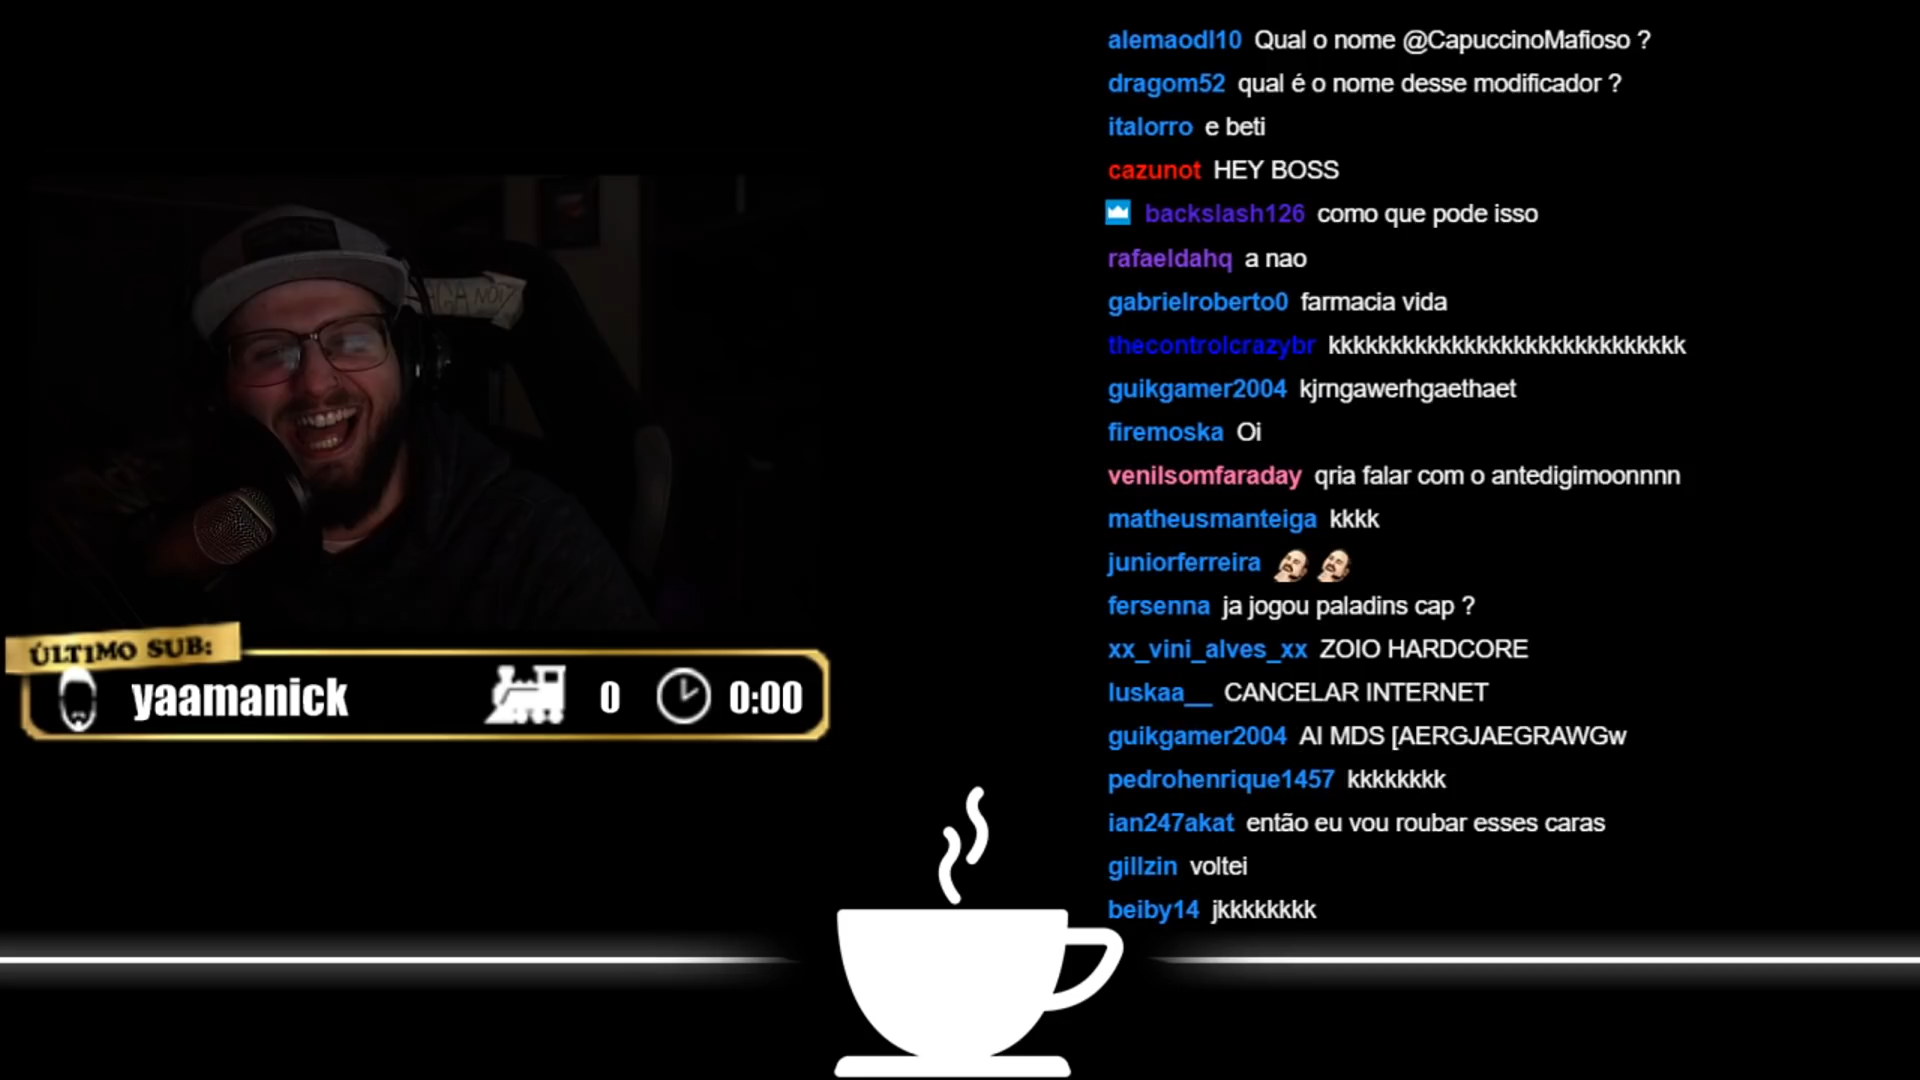 alemaodl10 Qual o nome @CapuccinoMafioso ?
dragom52 qual é o nome desse modificador ?
italorro e beti
cazunot HEY BOSS
backslash126 como que pode isso
rafaeldahq a nao
gabrielroberto0 farmacia vida
thecontrolcrazybr kkkkkkkkkkkkkkkkkkkkkkkkkkkkk
guikgamer2004 kjrngawerhgaethaet
firemoska Oi
venilsomfaraday qria falar com o antedigimoonnnn
matheusmanteiga kkkk
juniorferreira
fersenna ja jogou paladins cap ?
xx_vini_alves_xx ZOIO HARDCORE
luskaa__ CANCELAR INTERNET
guikgamer2004 AI MDS [AERGJAEGRAWGw
pedrohenrique1457 kkkkkkkk
ian247akat então eu vou roubar esses caras
gillzin voltei
beiby14 jkkkkkkkk
ÚLTIMO SUB:
yaamanick 0 0:00